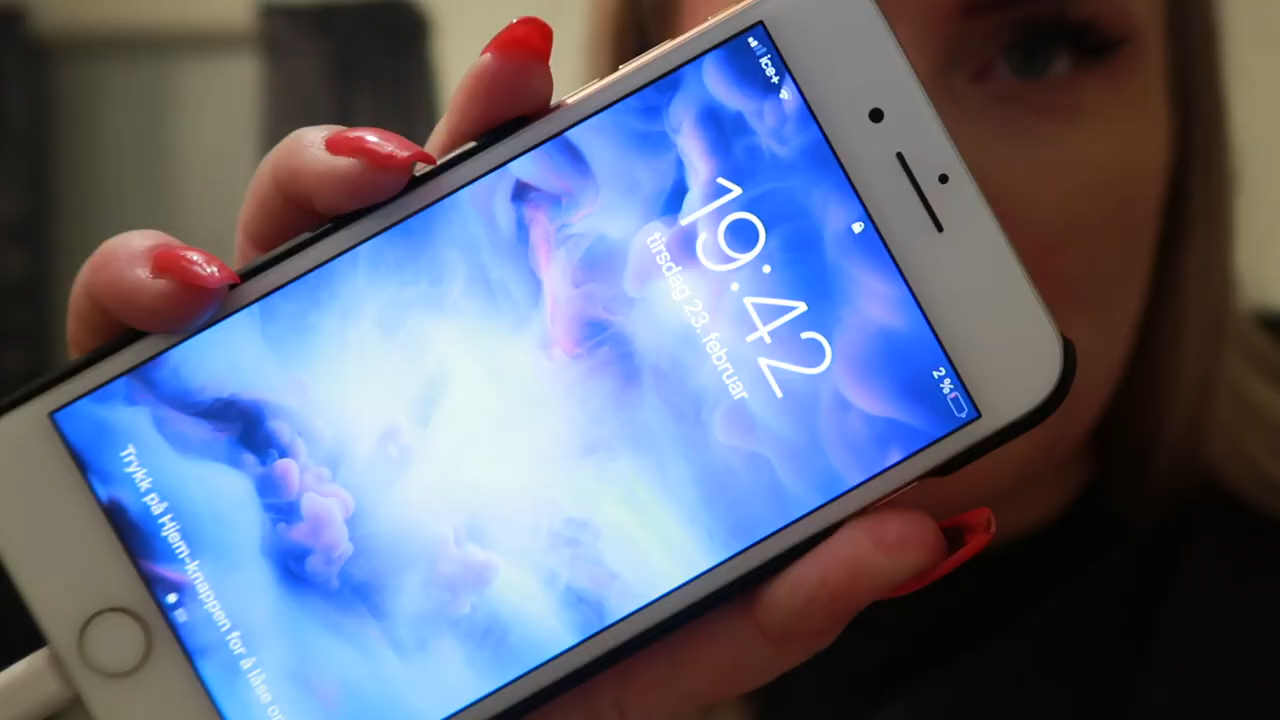 ice+
2 %
19:42
tirsdag 23. februar
Trykk på Hjem-knappen for å låse